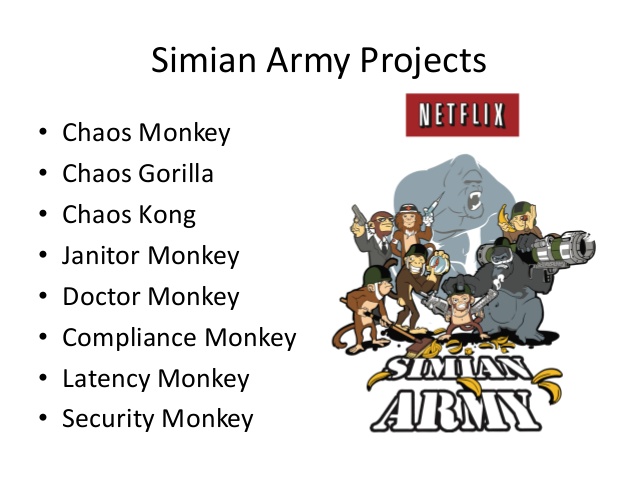 Simian Army Projects
• Chaos Monkey
• Chaos Gorilla
• Chaos Kong
• Janitor Monkey
• Doctor Monkey
• Compliance Monkey
• Latency Monkey
• Security Monkey
NETFLIX
SIMIAN
ARMY